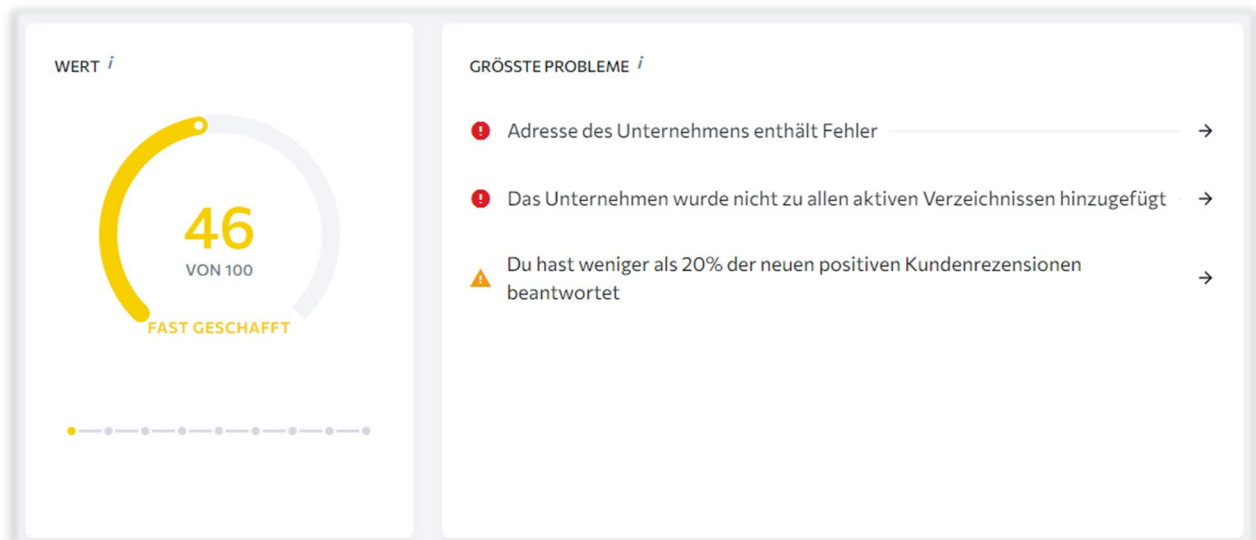 WERT i
46
VON 100
FAST GESCHAFFT
GRÖSSTE PROBLEME i
Adresse des Unternehmens enthält Fehler
Das Unternehmen wurde nicht zu allen aktiven Verzeichnissen hinzugefügt
Du hast weniger als 20% der neuen positiven Kundenrezensionen
beantwortet